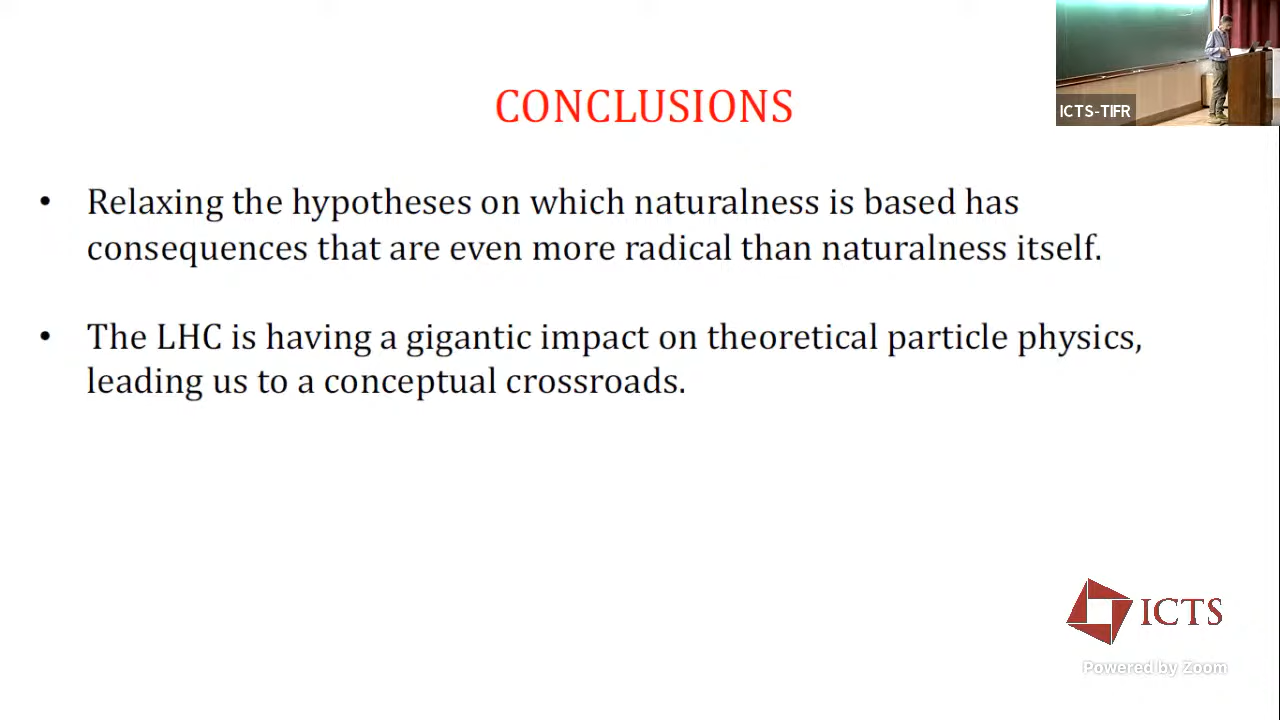 ICTS-TIFR
CONCLUSIONS
• Relaxing the hypotheses on which naturalness is based has
consequences that are even more radical than naturalness itself.
• The LHC is having a gigantic impact on theoretical particle physics,
leading us to a conceptual crossroads.
ICTS
Powered by Zoom